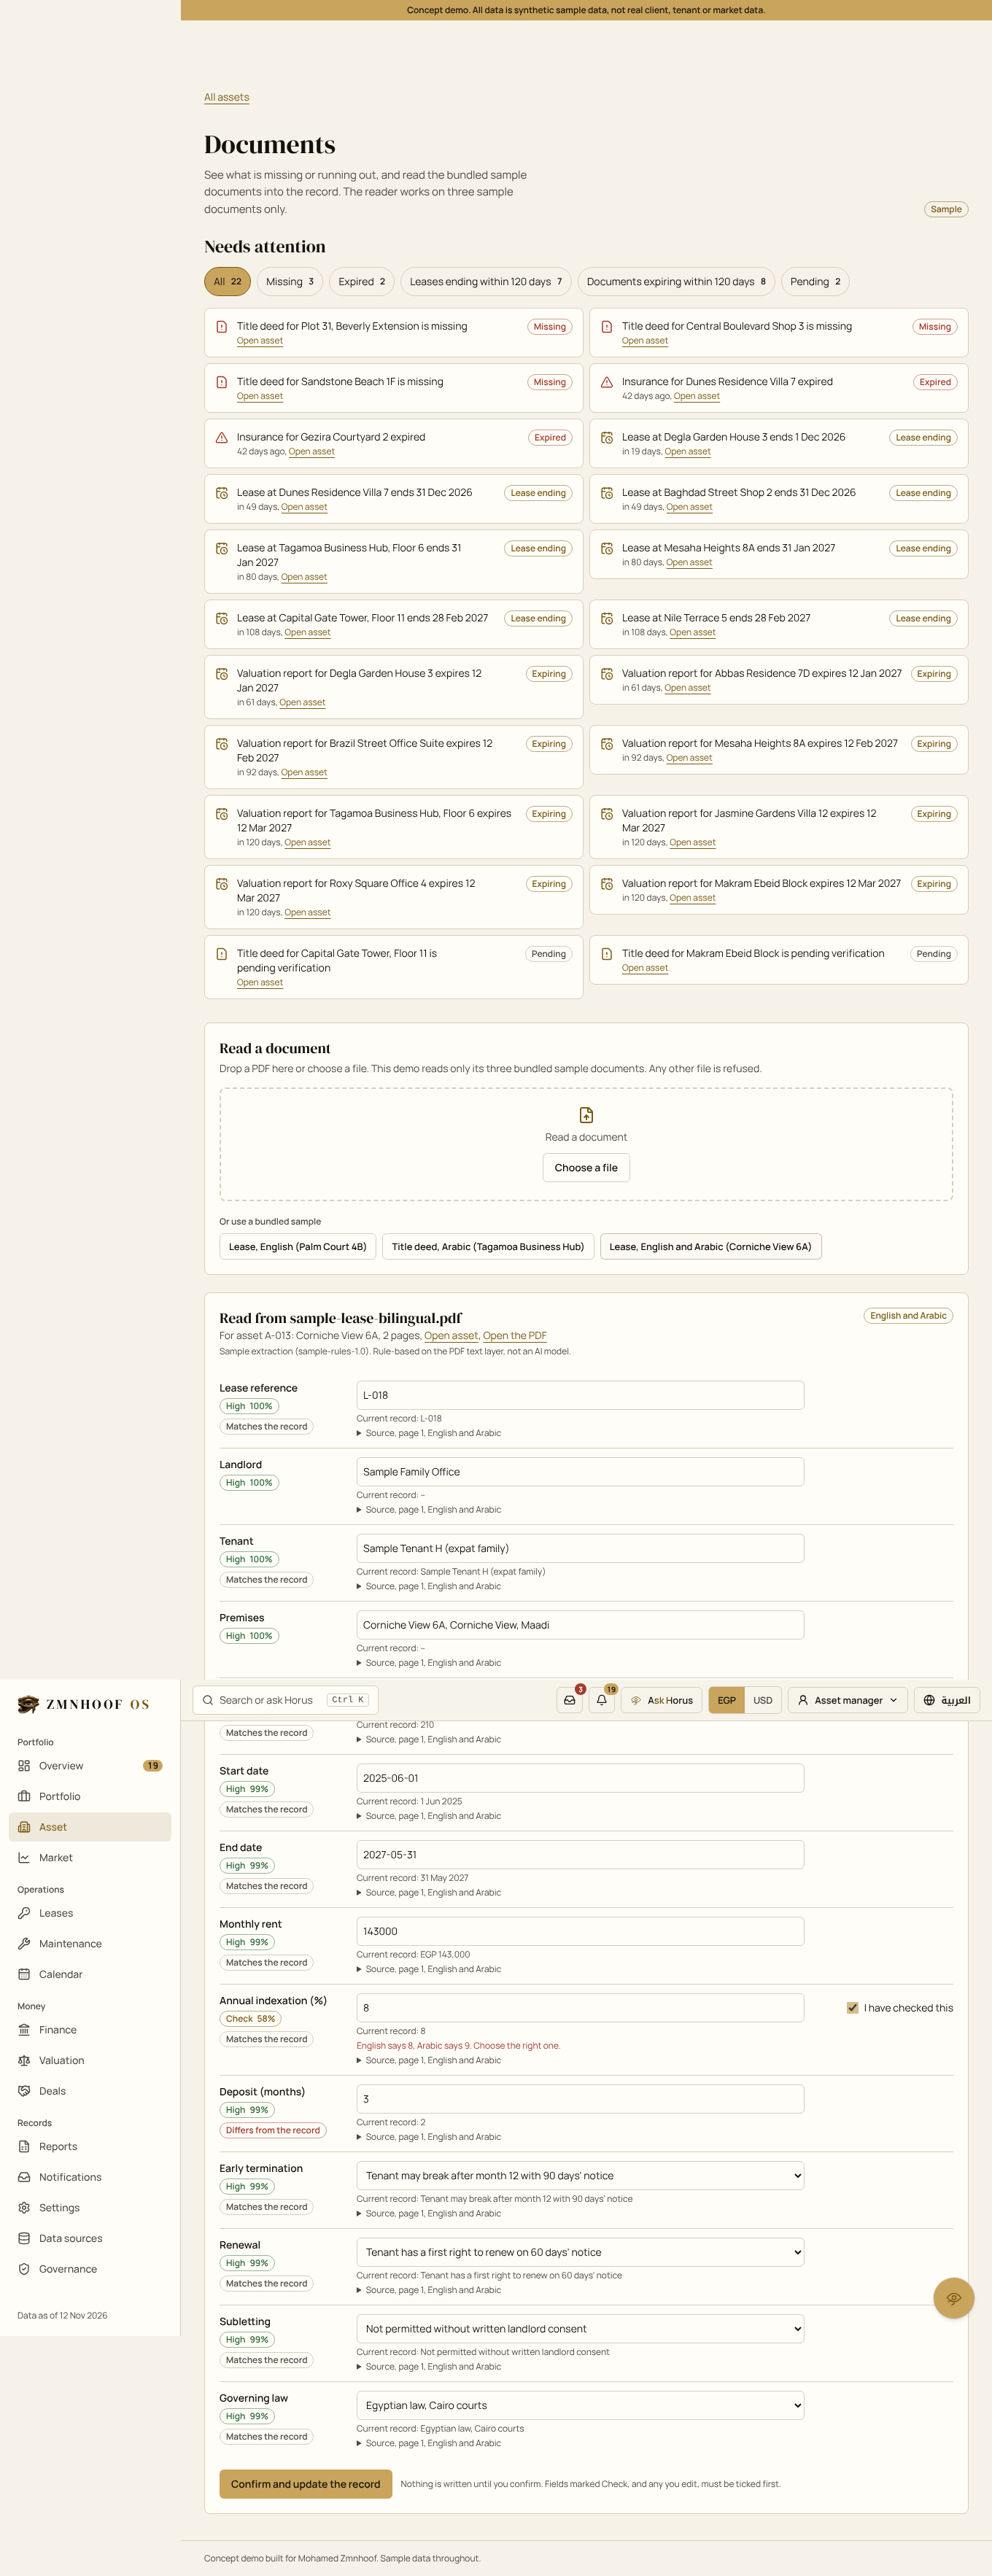 Concept demo. All data is synthetic sample data, not real client, tenant or market data.
All assets
Documents
See what is missing or running out, and read the bundled sample
documents into the record. The reader works on three sample
documents only.
Sample
Needs attention
All 22
Missing 3
Expired 2
Leases ending within 120 days 7
Documents expiring within 120 days 8
Pending 2
Title deed for Plot 31, Beverly Extension is missing
Missing
Open asset
Title deed for Central Boulevard Shop 3 is missing
Missing
Open asset
Title deed for Sandstone Beach 1F is missing
Missing
Open asset
Insurance for Dunes Residence Villa 7 expired
Expired
42 days ago, Open asset
Insurance for Gezira Courtyard 2 expired
Expired
42 days ago, Open asset
Lease at Degla Garden House 3 ends 1 Dec 2026
Lease ending
in 19 days, Open asset
Lease at Dunes Residence Villa 7 ends 31 Dec 2026
Lease ending
in 49 days, Open asset
Lease at Baghdad Street Shop 2 ends 31 Dec 2026
Lease ending
in 49 days, Open asset
Lease at Tagamoa Business Hub, Floor 6 ends 31
Jan 2027
Lease ending
in 80 days, Open asset
Lease at Mesaha Heights 8A ends 31 Jan 2027
Lease ending
in 80 days, Open asset
Lease at Capital Gate Tower, Floor 11 ends 28 Feb 2027
Lease ending
in 108 days, Open asset
Lease at Nile Terrace 5 ends 28 Feb 2027
Lease ending
in 108 days, Open asset
Valuation report for Degla Garden House 3 expires 12
Jan 2027
Expiring
in 61 days, Open asset
Valuation report for Abbas Residence 7D expires 12 Jan 2027
Expiring
in 61 days, Open asset
Valuation report for Brazil Street Office Suite expires 12
Feb 2027
Expiring
in 92 days, Open asset
Valuation report for Mesaha Heights 8A expires 12 Feb 2027
Expiring
in 92 days, Open asset
Valuation report for Tagamoa Business Hub, Floor 6 expires
12 Mar 2027
Expiring
in 120 days, Open asset
Valuation report for Jasmine Gardens Villa 12 expires 12
Mar 2027
Expiring
in 120 days, Open asset
Valuation report for Roxy Square Office 4 expires 12
Mar 2027
Expiring
in 120 days, Open asset
Valuation report for Makram Ebeid Block expires 12 Mar 2027
Expiring
in 120 days, Open asset
Title deed for Capital Gate Tower, Floor 11 is
pending verification
Pending
Open asset
Title deed for Makram Ebeid Block is pending verification
Pending
Open asset
Read a document
Drop a PDF here or choose a file. This demo reads only its three bundled sample documents. Any other file is refused.
Read a document
Choose a file
Or use a bundled sample
Lease, English (Palm Court 4B)
Title deed, Arabic (Tagamoa Business Hub)
Lease, English and Arabic (Corniche View 6A)
Read from sample-lease-bilingual.pdf
English and Arabic
For asset A-013: Corniche View 6A, 2 pages, Open asset, Open the PDF
Sample extraction (sample-rules-1.0). Rule-based on the PDF text layer, not an AI model.
Lease reference
High 100%
Matches the record
L-018
Current record: L-018
Source, page 1, English and Arabic
Landlord
High 100%
Sample Family Office
Current record: –
Source, page 1, English and Arabic
Tenant
High 100%
Matches the record
Sample Tenant H (expat family)
Current record: Sample Tenant H (expat family)
Source, page 1, English and Arabic
Premises
High 100%
Corniche View 6A, Corniche View, Maadi
Current record: –
Source, page 1, English and Arabic
ZMNHOOF OS
Search or ask Horus
Ctrl K
3
19
Ask Horus
EGP
USD
Asset manager
العربية
Matches the record
Current record: 210
Source, page 1, English and Arabic
Portfolio
Overview 19
Portfolio
Asset
Market
Operations
Leases
Maintenance
Calendar
Money
Finance
Valuation
Deals
Records
Reports
Notifications
Settings
Data sources
Governance
Data as of 12 Nov 2026
Start date
High 99%
Matches the record
2025-06-01
Current record: 1 Jun 2025
Source, page 1, English and Arabic
End date
High 99%
Matches the record
2027-05-31
Current record: 31 May 2027
Source, page 1, English and Arabic
Monthly rent
High 99%
Matches the record
143000
Current record: EGP 143,000
Source, page 1, English and Arabic
Annual indexation (%)
Check 58%
Matches the record
8
I have checked this
Current record: 8
English says 8, Arabic says 9. Choose the right one.
Source, page 1, English and Arabic
Deposit (months)
High 99%
Differs from the record
3
Current record: 2
Source, page 1, English and Arabic
Early termination
High 99%
Matches the record
Tenant may break after month 12 with 90 days' notice
Current record: Tenant may break after month 12 with 90 days' notice
Source, page 1, English and Arabic
Renewal
High 99%
Matches the record
Tenant has a first right to renew on 60 days' notice
Current record: Tenant has a first right to renew on 60 days' notice
Source, page 1, English and Arabic
Subletting
High 99%
Matches the record
Not permitted without written landlord consent
Current record: Not permitted without written landlord consent
Source, page 1, English and Arabic
Governing law
High 99%
Matches the record
Egyptian law, Cairo courts
Current record: Egyptian law, Cairo courts
Source, page 1, English and Arabic
Confirm and update the record
Nothing is written until you confirm. Fields marked Check, and any you edit, must be ticked first.
Concept demo built for Mohamed Zmnhoof. Sample data throughout.